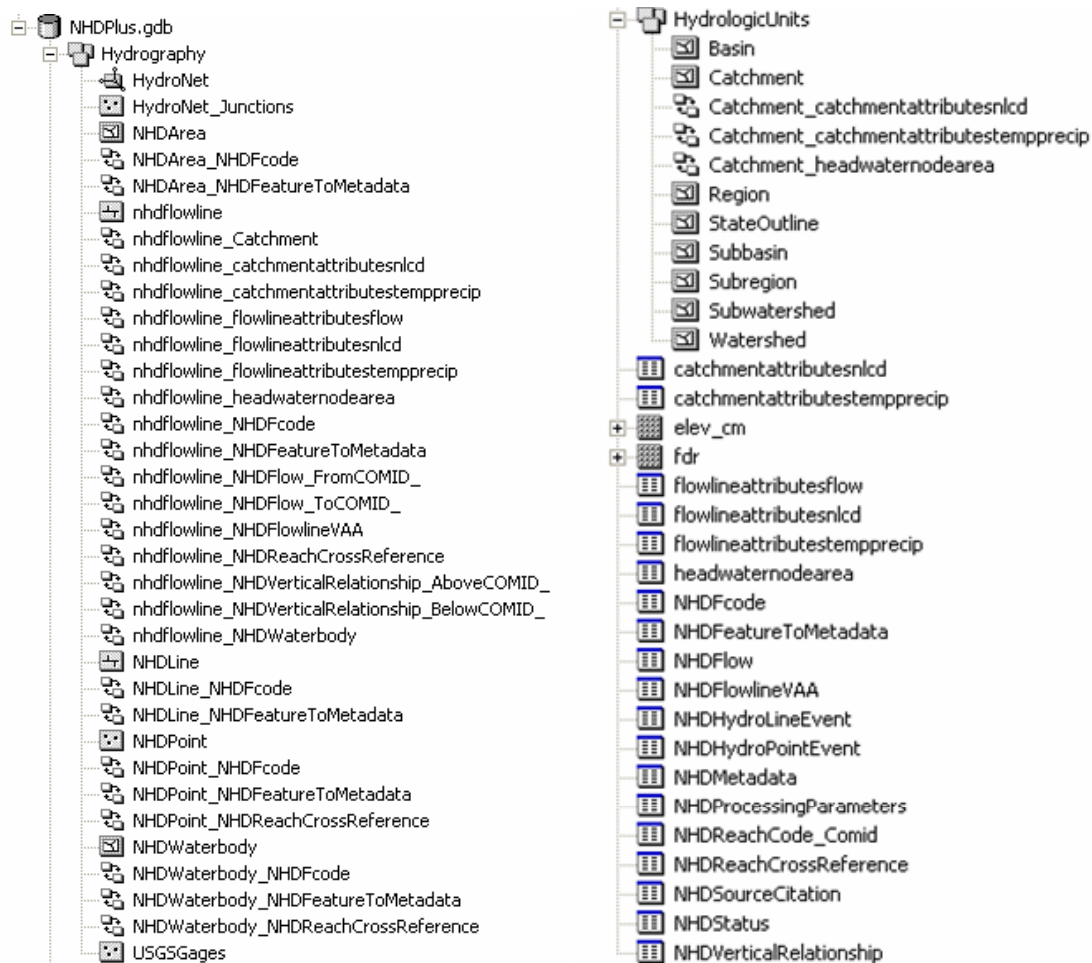 NHDPlus.gdb
Hydrography
HydroNet
HydroNet_Junctions
NHDArea
NHDArea_NHDFcode
NHDArea_NHDFeatureToMetadata
nhdflowline
nhdflowline_Catchment
nhdflowline_catchmentattributesnlcd
nhdflowline_catchmentattributestempprecip
nhdflowline_flowlineattributesflow
nhdflowline_flowlineattributesnlcd
nhdflowline_flowlineattributestempprecip
nhdflowline_headwaternodearea
nhdflowline_NHDFcode
nhdflowline_NHDFeatureToMetadata
nhdflowline_NHDFlow_FromCOMID_
nhdflowline_NHDFlow_ToCOMID_
nhdflowline_NHDFlowlineVAA
nhdflowline_NHDReachCrossReference
nhdflowline_NHDVerticalRelationship_AboveCOMID_
nhdflowline_NHDVerticalRelationship_BelowCOMID_
nhdflowline_NHDWaterbody
NHDLine
NHDLine_NHDFcode
NHDLine_NHDFeatureToMetadata
NHDPoint
NHDPoint_NHDFcode
NHDPoint_NHDFeatureToMetadata
NHDPoint_NHDReachCrossReference
NHDWaterbody
NHDWaterbody_NHDFcode
NHDWaterbody_NHDFeatureToMetadata
NHDWaterbody_NHDReachCrossReference
USGSGages
HydrologicUnits
Basin
Catchment
Catchment_catchmentattributesnlcd
Catchment_catchmentattributestempprecip
Catchment_headwaternodearea
Region
StateOutline
Subbasin
Subregion
Subwatershed
Watershed
catchmentattributesnlcd
catchmentattributestempprecip
elev_cm
fdr
flowlineattributesflow
flowlineattributesnlcd
flowlineattributestempprecip
headwaternodearea
NHDFcode
NHDFeatureToMetadata
NHDFlow
NHDFlowlineVAA
NHDHydroLineEvent
NHDHydroPointEvent
NHDMetadata
NHDProcessingParameters
NHDReachCode_Comid
NHDReachCrossReference
NHDSourceCitation
NHDStatus
NHDVerticalRelationship